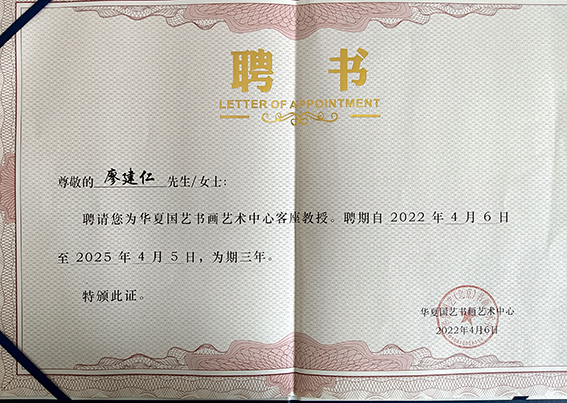 聘书
LETTER OF APPOINTMENT
尊敬的 廖建仁 先生/女士：
聘请您为华夏国艺书画艺术中心客座教授。聘期自 2022 年 4 月 6 日
至 2025 年 4 月 5 日，为期三年。
特颁此证。
华夏国艺书画艺术中心
2022年4月6日